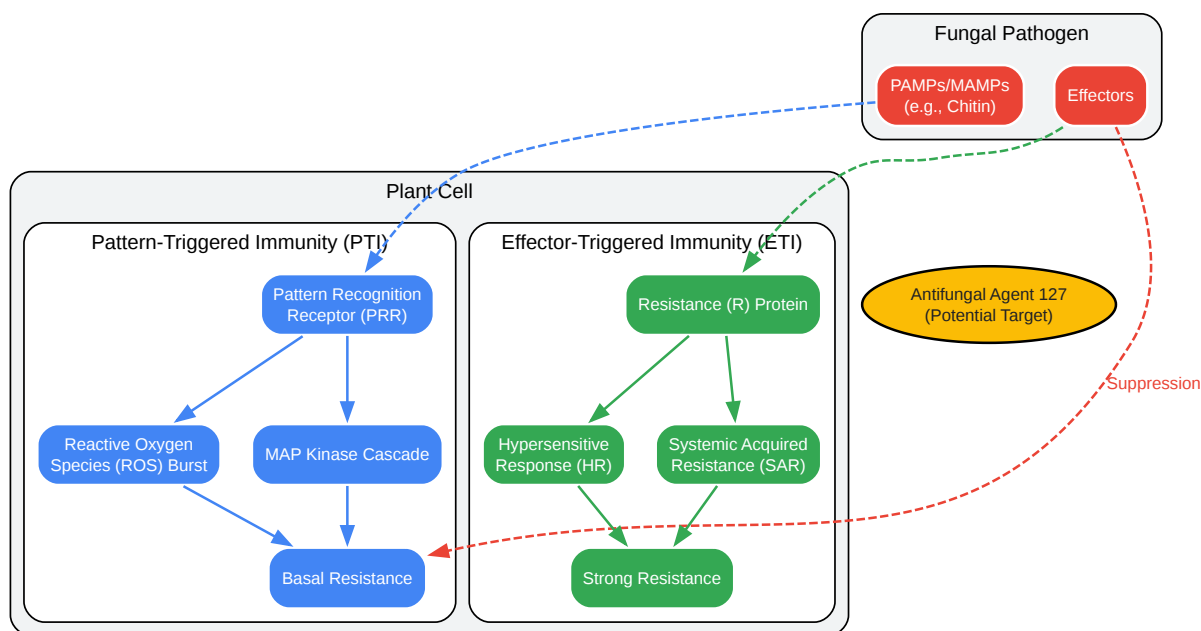 Fungal Pathogen
PAMPs/MAMPs
(e.g., Chitin)
Effectors
Plant Cell
Pattern-Triggered Immunity (PTI)
Effector-Triggered Immunity (ETI)
Pattern Recognition
Receptor (PRR)
Resistance (R) Protein
Antifungal Agent 127
(Potential Target)
Suppression
Reactive Oxygen
Species (ROS) Burst
MAP Kinase Cascade
Hypersensitive
Response (HR)
Systemic Acquired
Resistance (SAR)
Basal Resistance
Strong Resistance